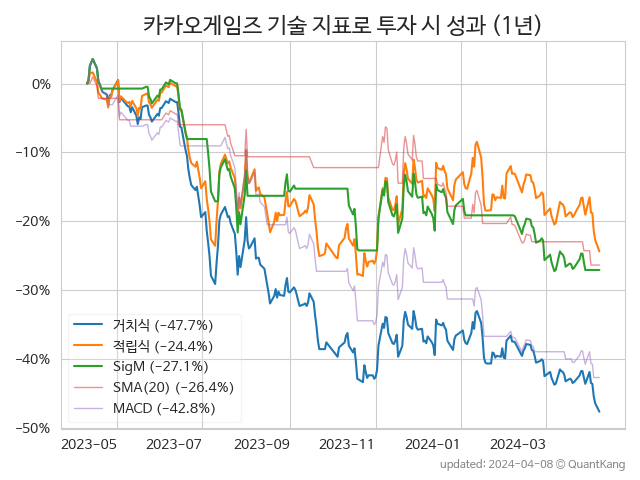 카카오게임즈 기술 지표로 투자 시 성과 (1년)
0%
−10%
−20%
−30%
−40%
−50%
거치식 (−47.7%)
적립식 (−24.4%)
SigM (−27.1%)
SMA(20) (−26.4%)
MACD (−42.8%)
2023−05 2023−07 2023−09 2023−11 2024−01 2024−03
updated: 2024−04−08 © QuantKang